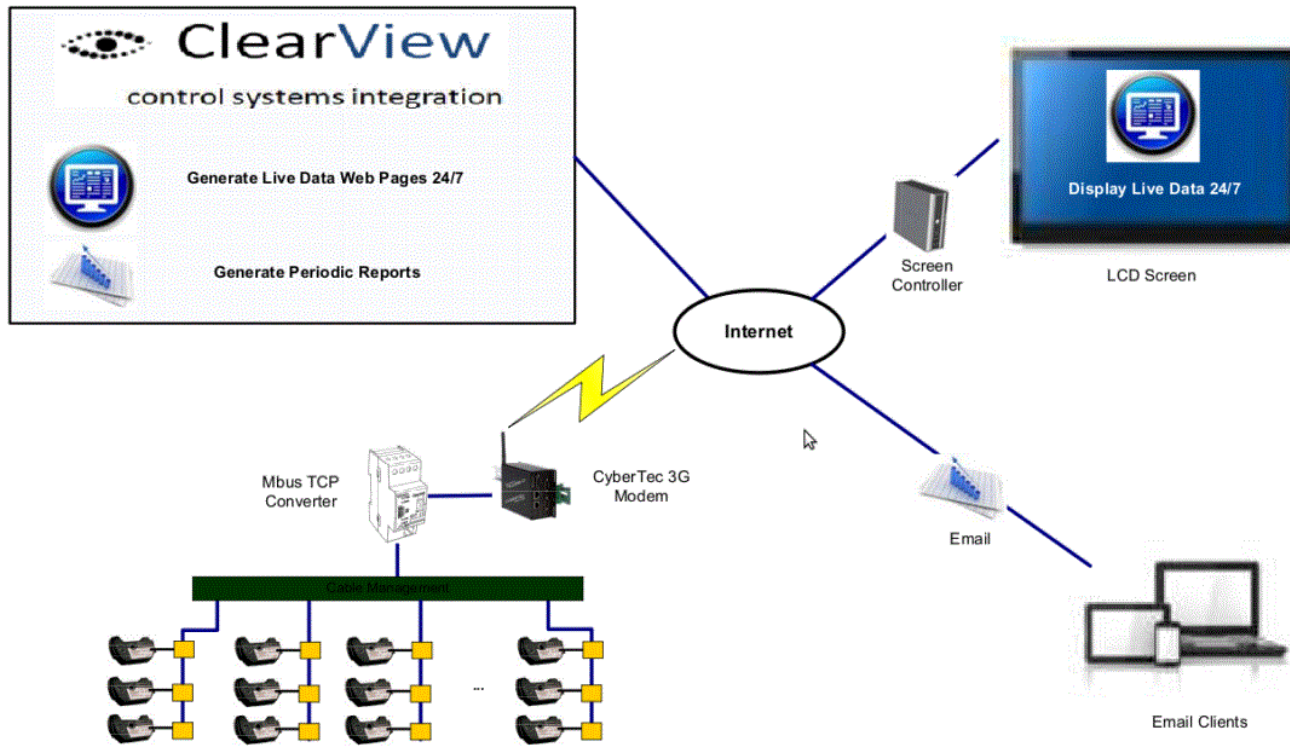 ClearView
control systems integration
Generate Live Data Web Pages 24/7
Generate Periodic Reports
Display Live Data 24/7
LCD Screen
Screen
Controller
Internet
Mbus TCP
Converter
CyberTec 3G
Modem
Email
Cable Management
...
Email Clients